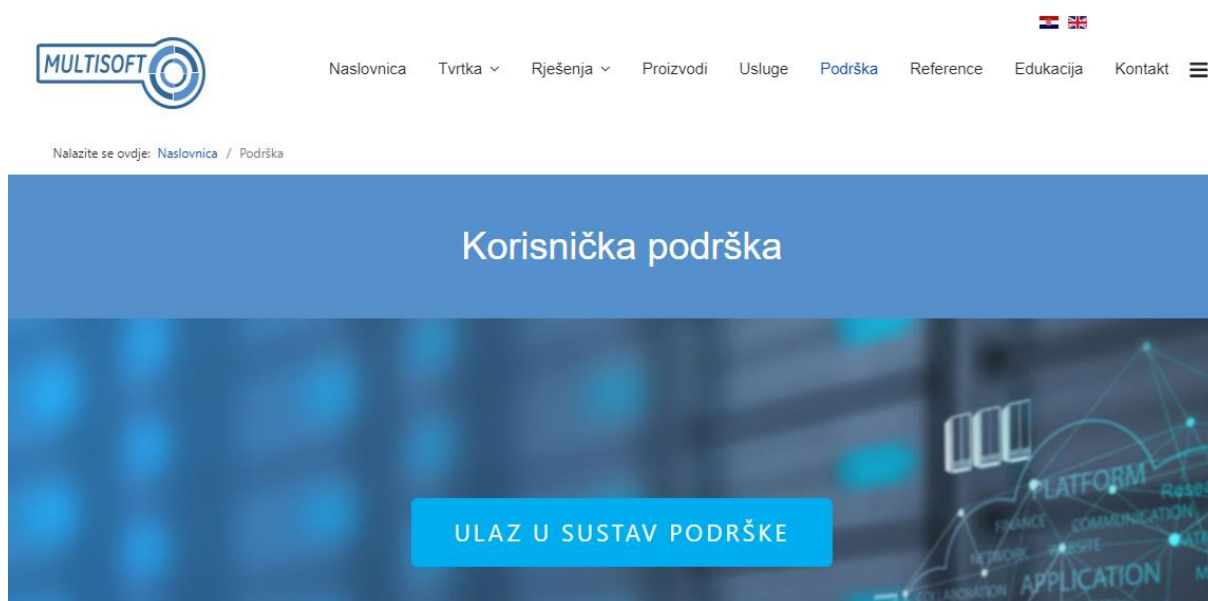 MULTISOFT
Naslovnica Tvrtka Rješenja Proizvodi Usluge Podrška Reference Edukacija Kontakt
Nalazite se ovdje: Naslovnica / Podrška
Korisnička podrška
ULAZ U SUSTAV PODRŠKE
PLATFORM
FINANCE COMMUNICATION
NETWORK WEBSITE
COLLABORATION APPLICATION